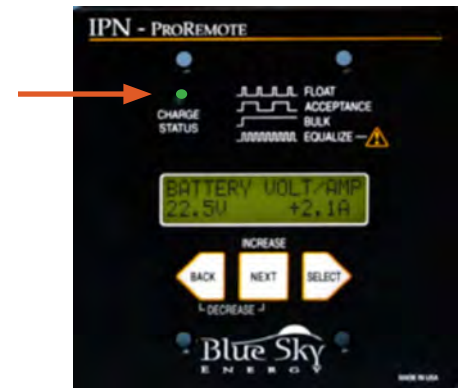 IPN - PROREMOTE
CHARGE
STATUS
FLOAT
ACCEPTANCE
BULK
EQUALIZE
BATTERY VOLT/AMP
22.5V +2.1A
INCREASE
BACK
NEXT
SELECT
DECREASE
Blue Sky
ENERGY
MADE IN USA